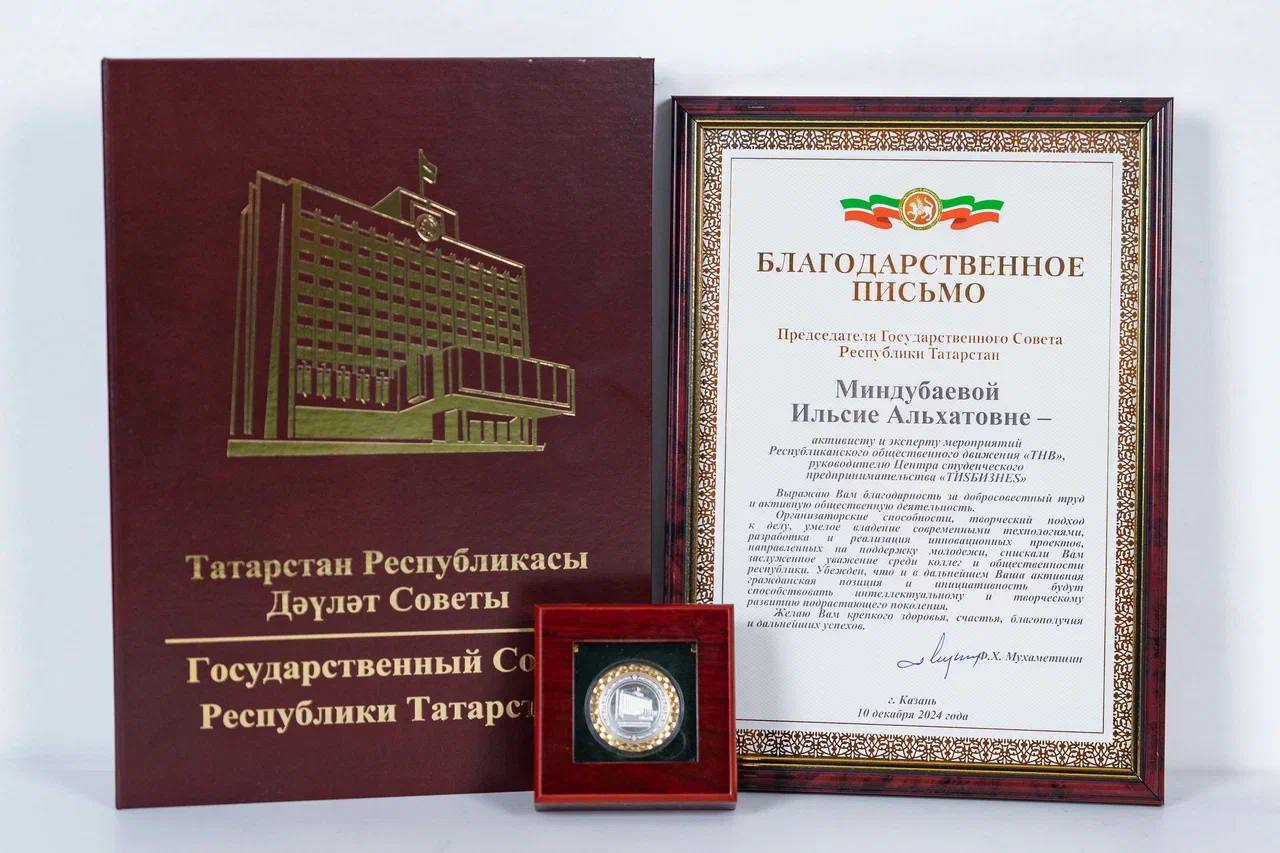 Татарстан Республикасы
Дәүләт Советы
Государственный Со
Республики Татарст
БЛАГОДАРСТВЕННОЕ
ПИСЬМО
Председателя Государственного Совета
Республики Татарстан
Миндубаевой
Ильсие Альхатовне –
активисту и эксперту мероприятий
Республиканского общественного движения «ТНВ»,
руководителю Центра студенческого
предпринимательства «ТИSБИЗНЕS»
Выражаю Вам благодарность за добросовестный труд
и активную общественную деятельность.
Организаторские способности, творческий подход
к делу, умелое владение современными технологиями,
разработка и реализация инновационных проектов,
направленных на поддержку молодежи, снискали Вам
заслуженное уважение среди коллег и общественности
республики. Убежден, что и в дальнейшем Ваша активная
гражданская позиция и инициативность будут
способствовать интеллектуальному и творческому
развитию подрастающего поколения.
Желаю Вам крепкого здоровья, счастья, благополучия
и дальнейших успехов.
Ф.Х. Мухаметшин
г. Казань
10 декабря 2024 года